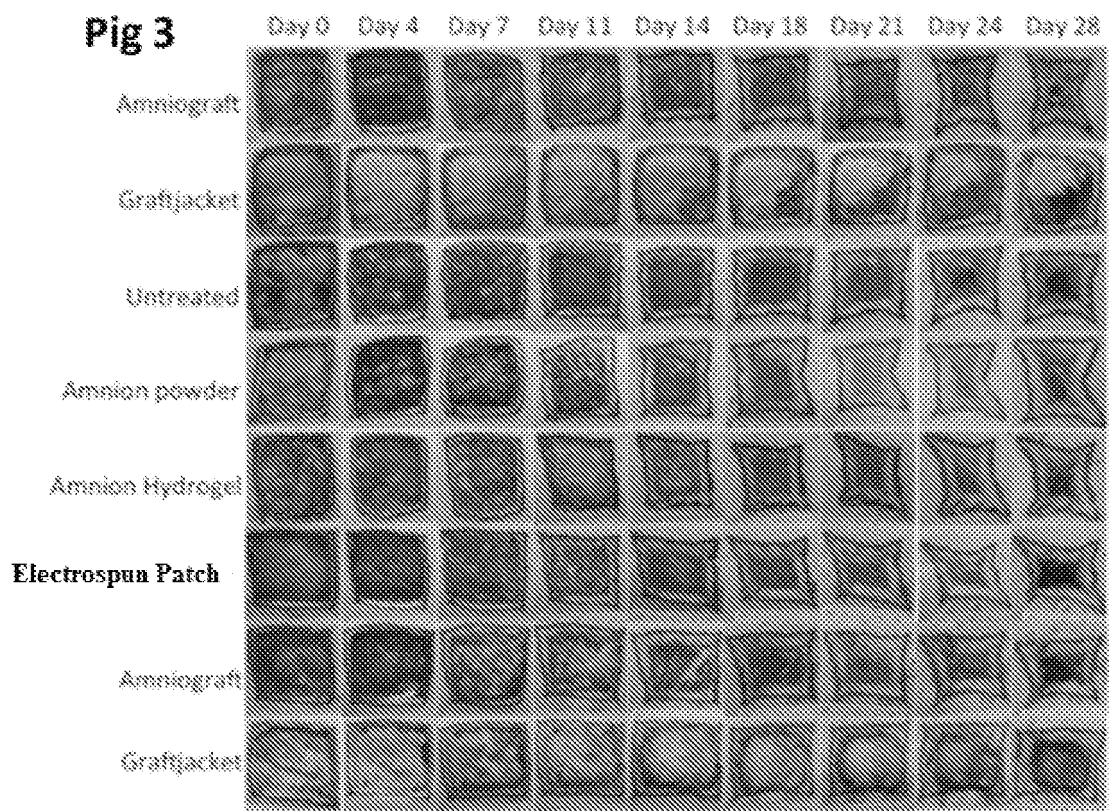 Pig 3
Day 0 Day 4 Day 7 Day 11 Day 14 Day 18 Day 21 Day 24 Day 28
Amniograft
Graftjacket
Untreated
Amnion powder
Amnion Hydrogel
Electrospun Patch
Amniograft
Graftjacket